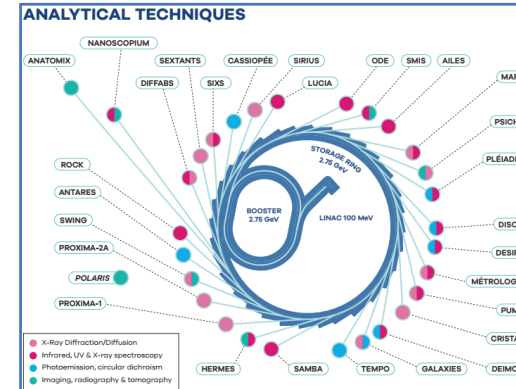 ANALYTICAL TECHNIQUES
NANOSCOPIUM
ANATOMIX
SEXTANTS
CASSIOPÉE
SIRIUS
ODE
SMIS
AILES
DIFFABS
SIXS
LUCIA
STORAGE RING
2.75 GeV
ROCK
ANTARES
SWING
PROXIMA-2A
POLARIS
PROXIMA-1
BOOSTER
2.75 GeV
LINAC 100 MeV
X-Ray Diffraction/Diffusion
Infrared, UV & X-ray spectroscopy
Photoemission, circular dichroism
Imaging, radiography & tomography
HERMES
SAMBA
TEMPO
GALAXIES